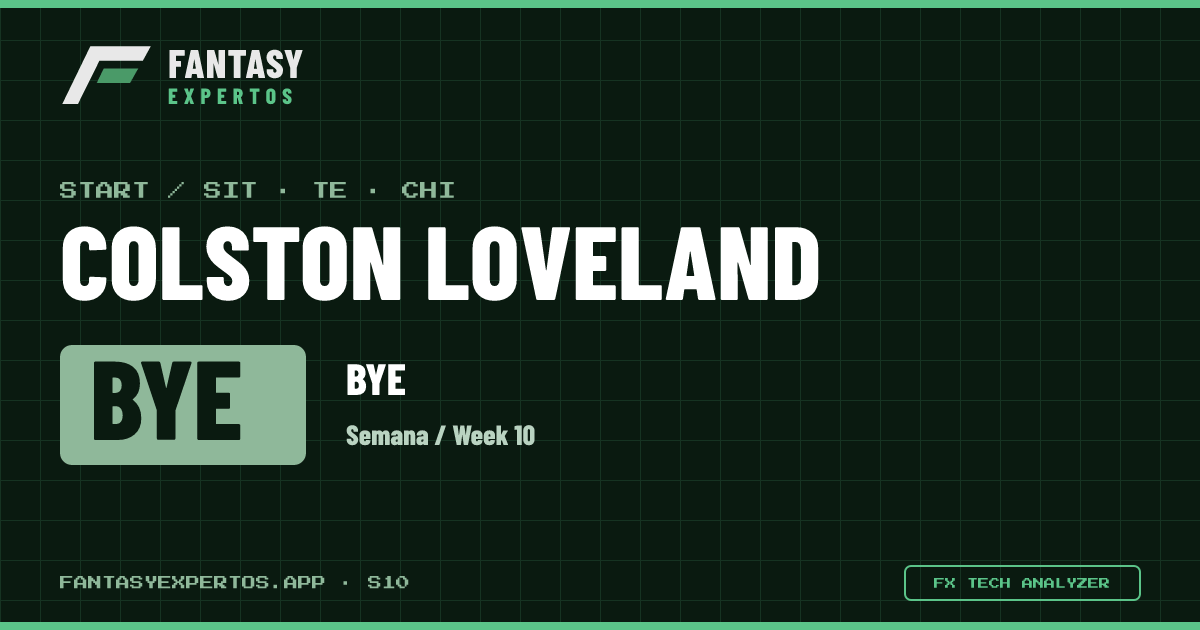 FANTASY
EXPERTOS
START / SIT · TE · CHI
COLSTON LOVELAND
BYE
BYE
Semana / Week 10
FANTASYEXPERTOS.APP · S10
FX TECH ANALYZER